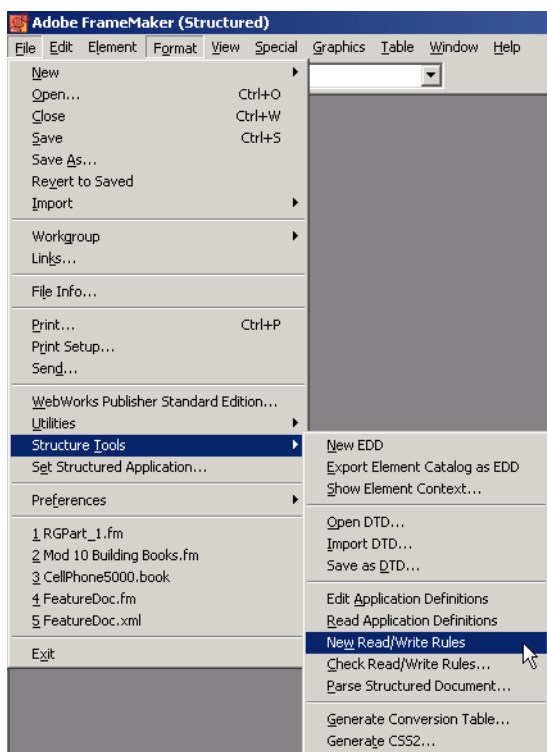 Adobe FrameMaker (Structured)
File Edit Element Format View Special Graphics Table Window Help
New
Open... Ctrl+O
Close Ctrl+W
Save Ctrl+S
Save As...
Revert to Saved
Import
Workgroup
Links...
File Info...
Print... Ctrl+P
Print Setup...
Send...
WebWorks Publisher Standard Edition...
Utilities
Structure Tools
Set Structured Application...
Preferences
1 RGPart_1.fm
2 Mod 10 Building Books.fm
3 CellPhone5000.book
4 FeatureDoc.fm
5 FeatureDoc.xml
Exit
New EDD
Export Element Catalog as EDD
Show Element Context...
Open DTD...
Import DTD...
Save as DTD...
Edit Application Definitions
Read Application Definitions
New Read/Write Rules
Check Read/Write Rules...
Parse Structured Document...
Generate Conversion Table...
Generate CSS2...